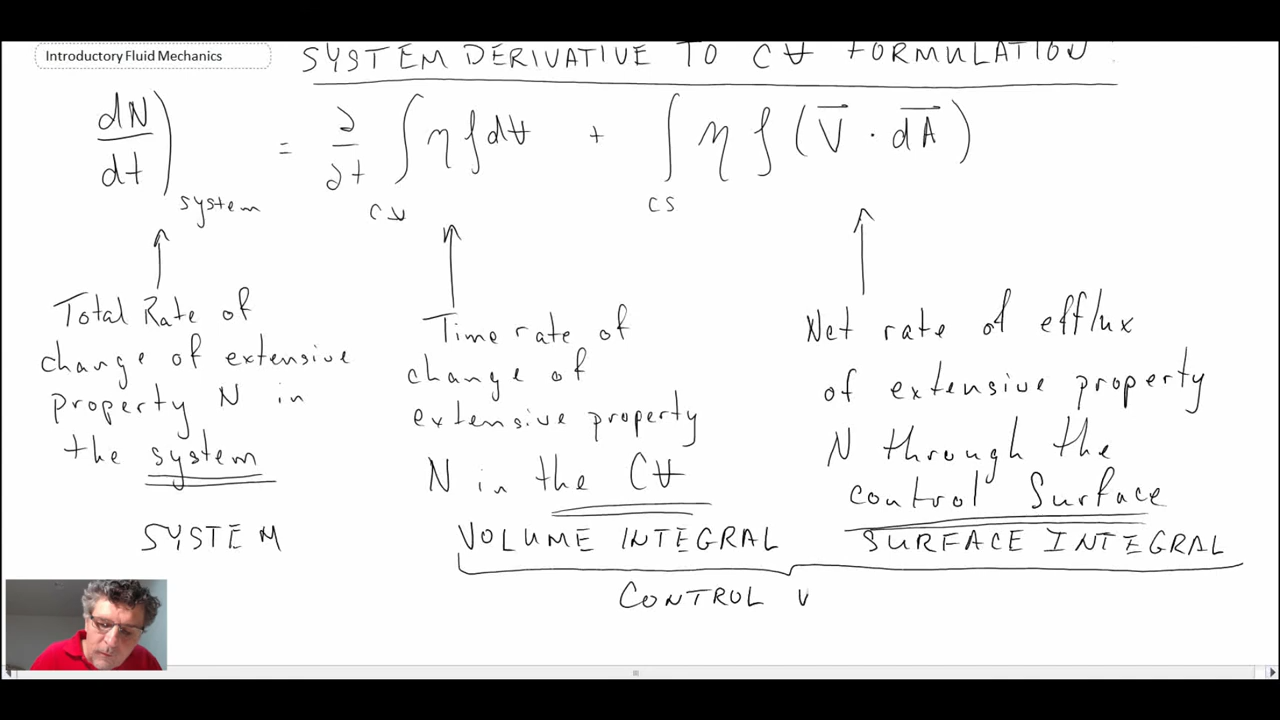 Introductory Fluid Mechanics
SYSTEM DERIVATIVE TO C∀ FORMULATION
dN/dt)system = ∂/∂t ∫CV η ρ d∀ + ∫CS η ρ (V⃗ · dA⃗)
Total Rate of
change of extensive
property N in
the system
SYSTEM
Time rate of
change of
extensive property
N in the C∀
VOLUME INTEGRAL
Net rate of efflux
of extensive property
N through the
control Surface
SURFACE INTEGRAL
CONTROL V